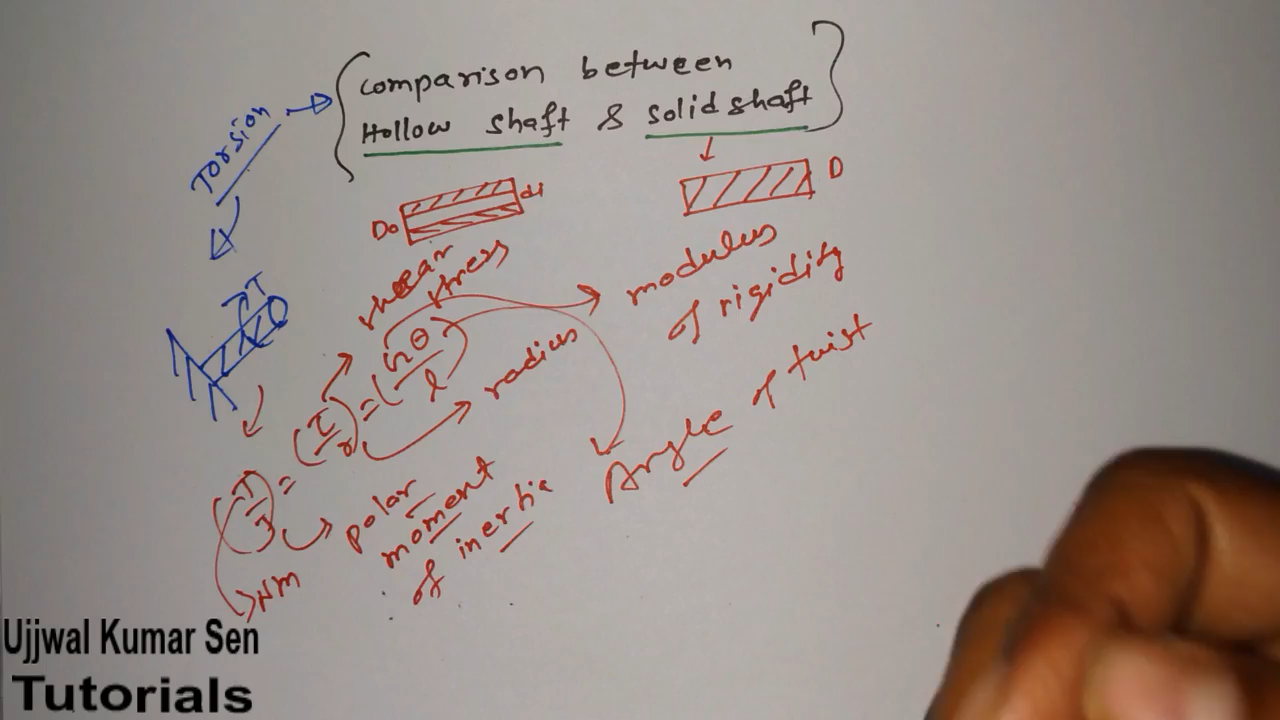 comparison between
Hollow shaft & solid shaft
Torsion
Do
di
D
T
shear
stress
modulus
of rigidity
(T/J) = (τ/r) = (Gθ/l)
radius
Angle of twist
polar
moment
of inertia
NM
Ujjwal Kumar Sen
Tutorials